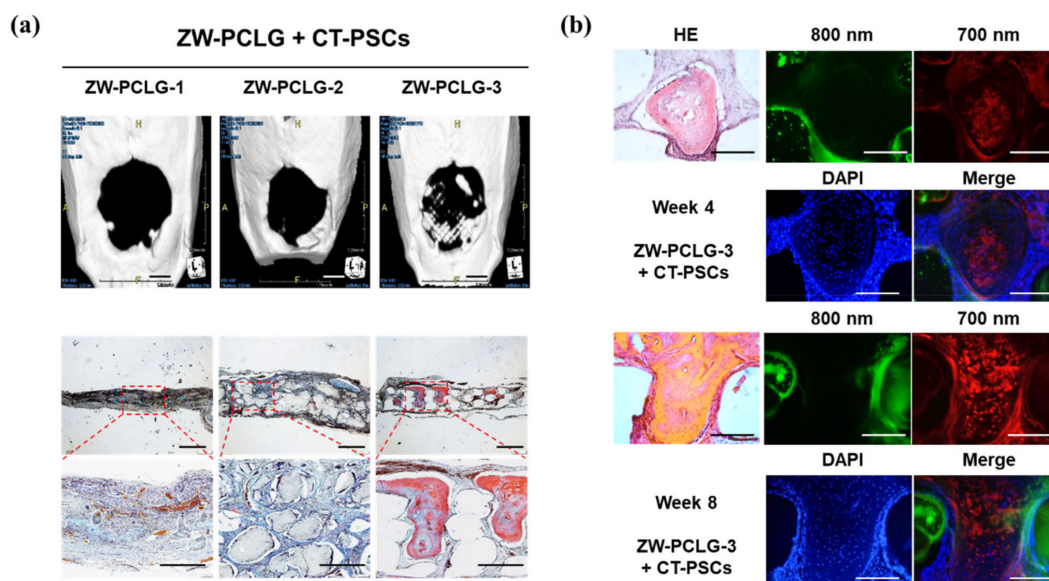 (a)
ZW-PCLG + CT-PSCs
ZW-PCLG-1
ZW-PCLG-2
ZW-PCLG-3
H
A
P
F
L
H
A
P
F
L
H
A
P
F
L
(b)
HE
800 nm
700 nm
Week 4
ZW-PCLG-3
+ CT-PSCs
DAPI
Merge
800 nm
700 nm
Week 8
ZW-PCLG-3
+ CT-PSCs
DAPI
Merge